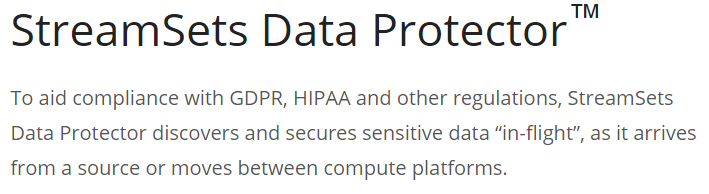 StreamSets Data Protector™
To aid compliance with GDPR, HIPAA and other regulations, StreamSets
Data Protector discovers and secures sensitive data “in-flight”, as it arrives
from a source or moves between compute platforms.